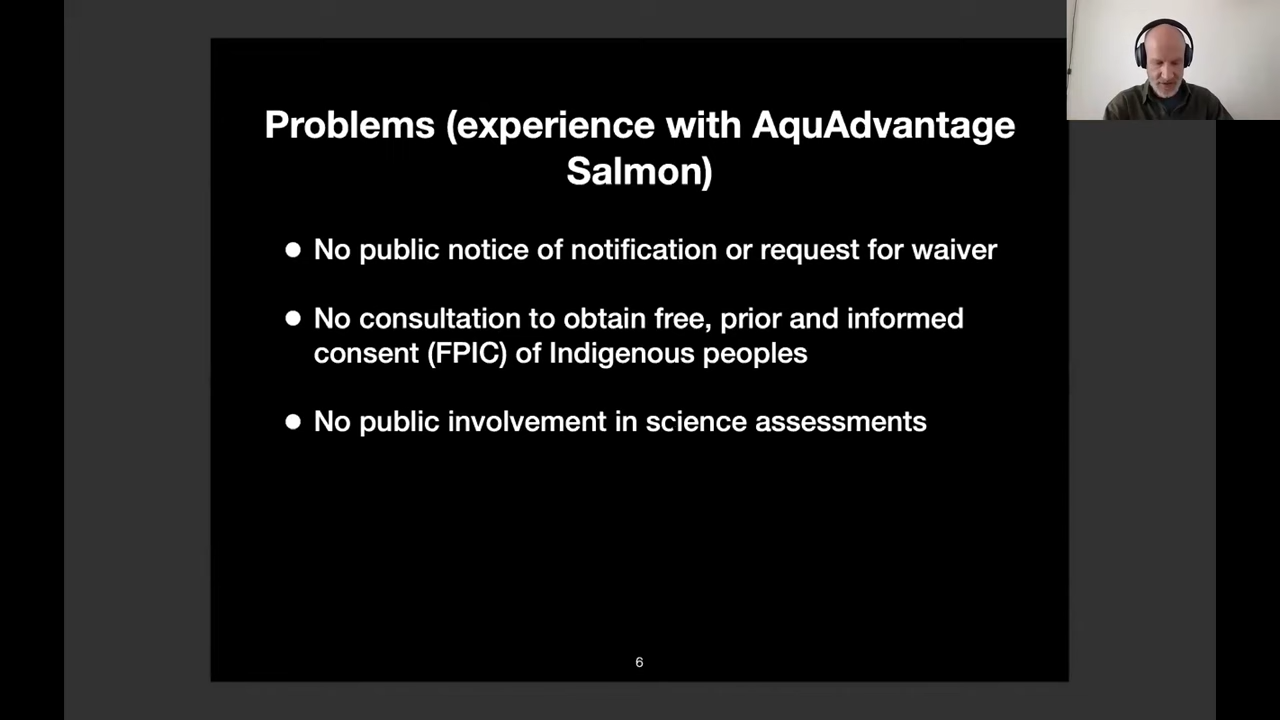 Problems (experience with AquAdvantage
Salmon)
● No public notice of notification or request for waiver
● No consultation to obtain free, prior and informed
consent (FPIC) of Indigenous peoples
● No public involvement in science assessments
6